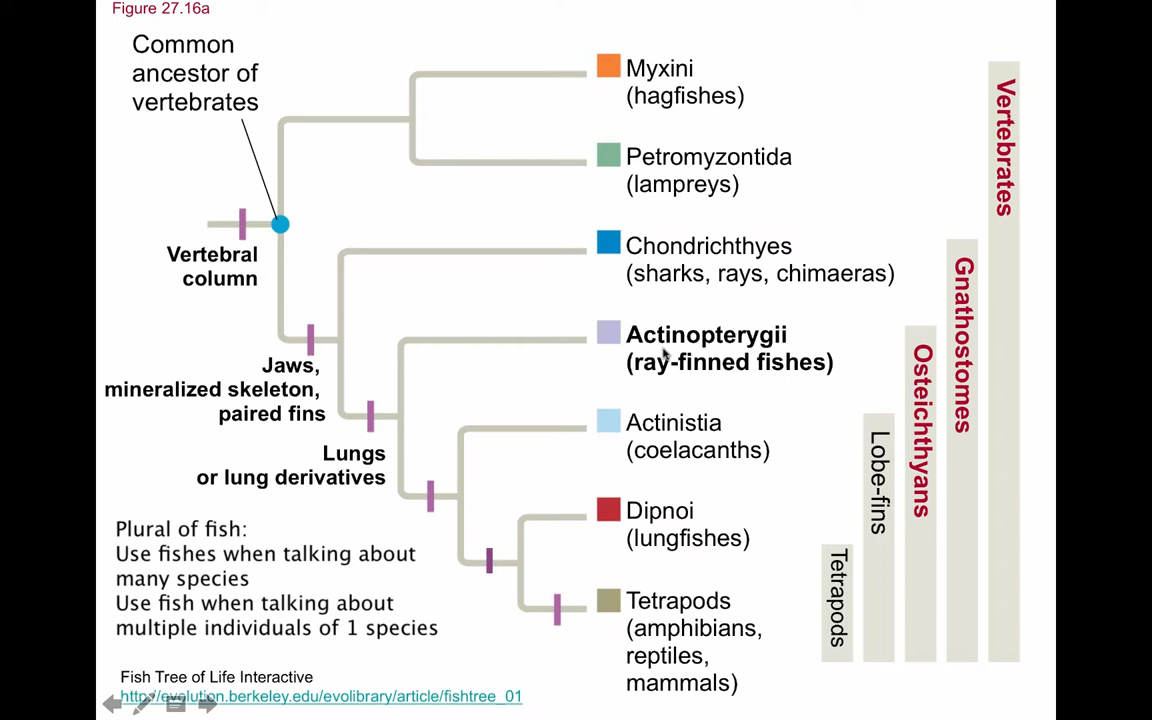 Figure 27.16a
Common
ancestor of
vertebrates
Vertebral
column
Jaws,
mineralized skeleton,
paired fins
Lungs
or lung derivatives
Myxini
(hagfishes)
Petromyzontida
(lampreys)
Chondrichthyes
(sharks, rays, chimaeras)
Actinopterygii
(ray-finned fishes)
Actinistia
(coelacanths)
Dipnoi
(lungfishes)
Tetrapods
(amphibians,
reptiles,
mammals)
Tetrapods
Lobe-fins
Osteichthyans
Gnathostomes
Vertebrates
Plural of fish:
Use fishes when talking about
many species
Use fish when talking about
multiple individuals of 1 species
Fish Tree of Life Interactive
http://evolution.berkeley.edu/evolibrary/article/fishtree_01